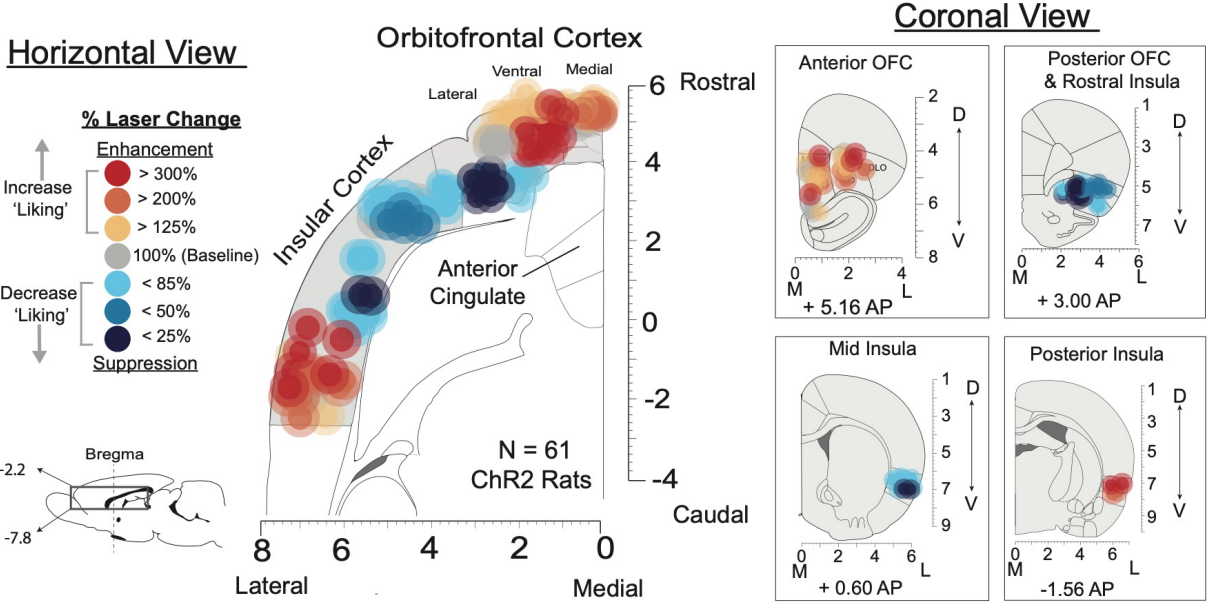 Horizontal View
% Laser Change
Enhancement
Increase
'Liking'
> 300%
> 200%
> 125%
100% (Baseline)
Decrease
'Liking'
< 85%
< 50%
< 25%
Suppression
Bregma
-2.2
-7.8
Orbitofrontal Cortex
Lateral
Ventral
Medial
Insular Cortex
Anterior
Cingulate
N = 61
ChR2 Rats
Rostral
6
4
2
0
-2
-4
Caudal
8 6 4 2 0
Lateral
Medial
Coronal View
Anterior OFC
DLO
2
4
6
8
D
V
0 2 4
M L
+ 5.16 AP
Posterior OFC
& Rostral Insula
1
3
5
7
D
V
0 2 4 6
M L
+ 3.00 AP
Mid Insula
1
3
5
7
9
D
V
0 2 4 6
M L
+ 0.60 AP
Posterior Insula
1
3
5
7
9
D
V
0 2 4 6
M L
-1.56 AP